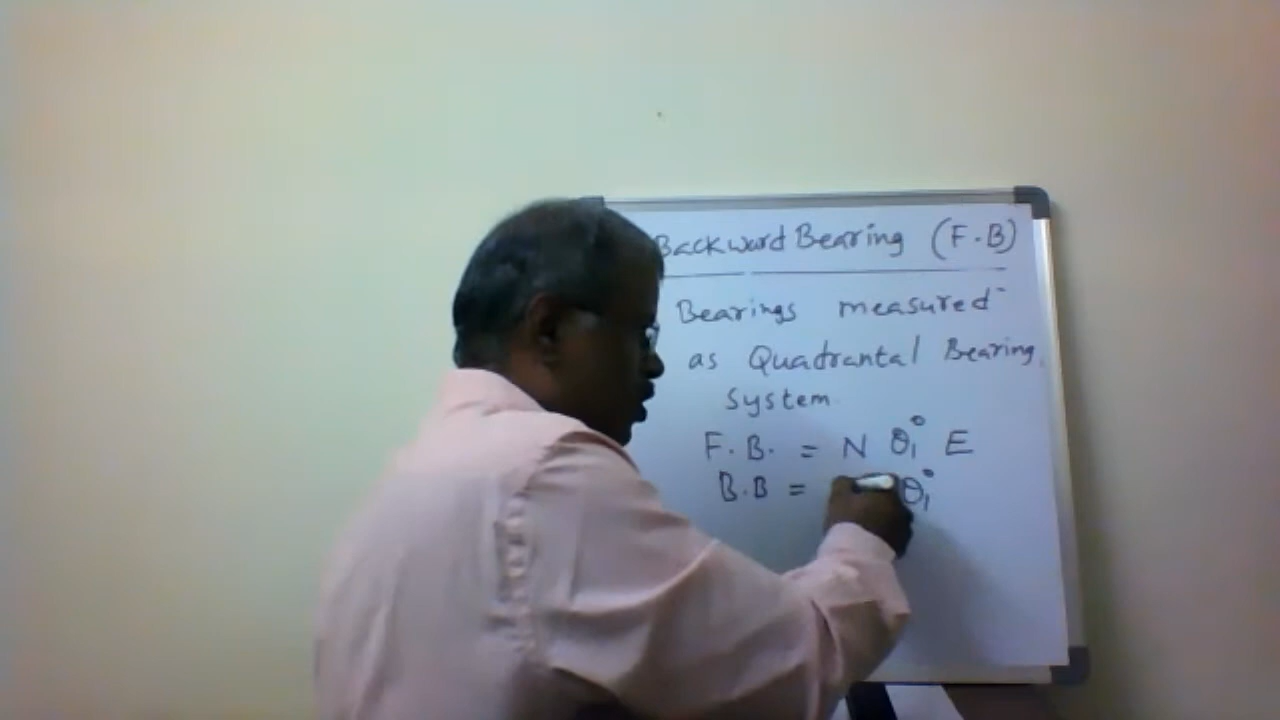 Backward Bearing (F.B)
Bearings measured
as Quadrantal Bearing
System
F.B. = N θ₁° E
B.B = θ₁°